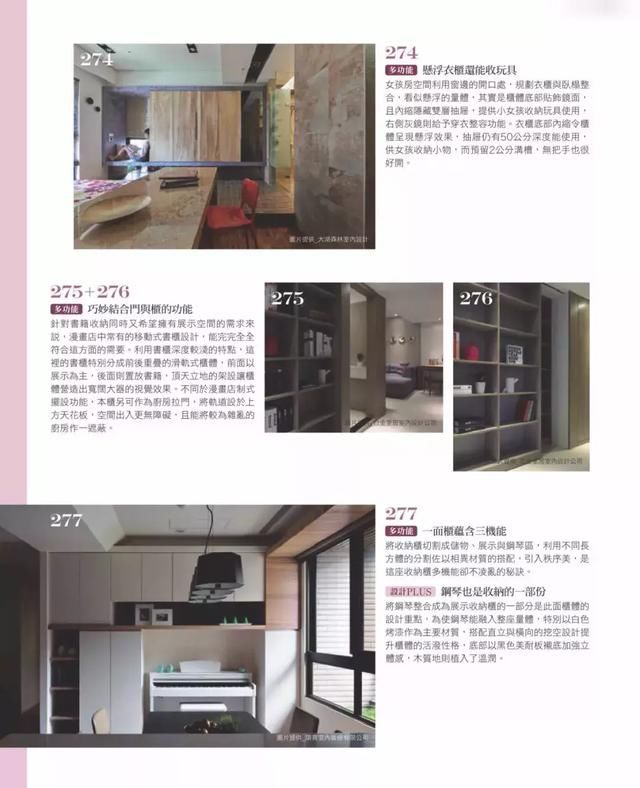 274
圖片提供_大湖森林室內設計
274
多功能 懸浮衣櫃還能收玩具
女孩房空間利用窗邊的開口處，規劃衣櫃與臥榻整
合，看似懸浮的量體，其實是櫃體底部貼飾鏡面，
且內縮隱藏雙層抽屜，提供小女孩收納玩具使用，
右側灰鏡則給予穿衣整容功能。衣櫃底部內縮令櫃
體呈現懸浮效果，抽屜仍有50公分深度能使用，
供女孩收納小物，而預留2公分溝槽，無把手也很
好開。
275+276
多功能 巧妙結合門與櫃的功能
針對書籍收納同時又希望擁有展示空間的需求來
說，漫畫店中常有的移動式書櫃設計，能完完全全
符合這方面的需要。利用書櫃深度較淺的特點，這
裡的書櫃特別分成前後重疊的滑軌式櫃體，前面以
展示為主，後面則置放書籍，頂天立地的架設讓櫃
體營造出寬闊大器的視覺效果。不同於漫畫店制式
擺設功能，本櫃另可作為廚房拉門，將軌道設於上
方天花板，空間出入更無障礙，且能將較為雜亂的
廚房作一遮蔽。
275
室內設計公司
276
室內設計公司
277
圖片提供
室內裝修有限公司
277
多功能 一面櫃蘊含三機能
將收納櫃切割成儲物、展示與鋼琴區，利用不同長
方體的分割佐以相異材質的搭配，引入秩序美，是
這座收納櫃多機能卻不凌亂的秘訣。
設計PLUS 鋼琴也是收納的一部份
將鋼琴整合成為展示收納櫃的一部分是此面櫃體的
設計重點，為使鋼琴能融入整座量體，特別以白色
烤漆作為主要材質，搭配直立與橫向的挖空設計提
升櫃體的活潑性格，底部以黑色美耐板襯底加強立
體感，木質地則植入了溫潤。